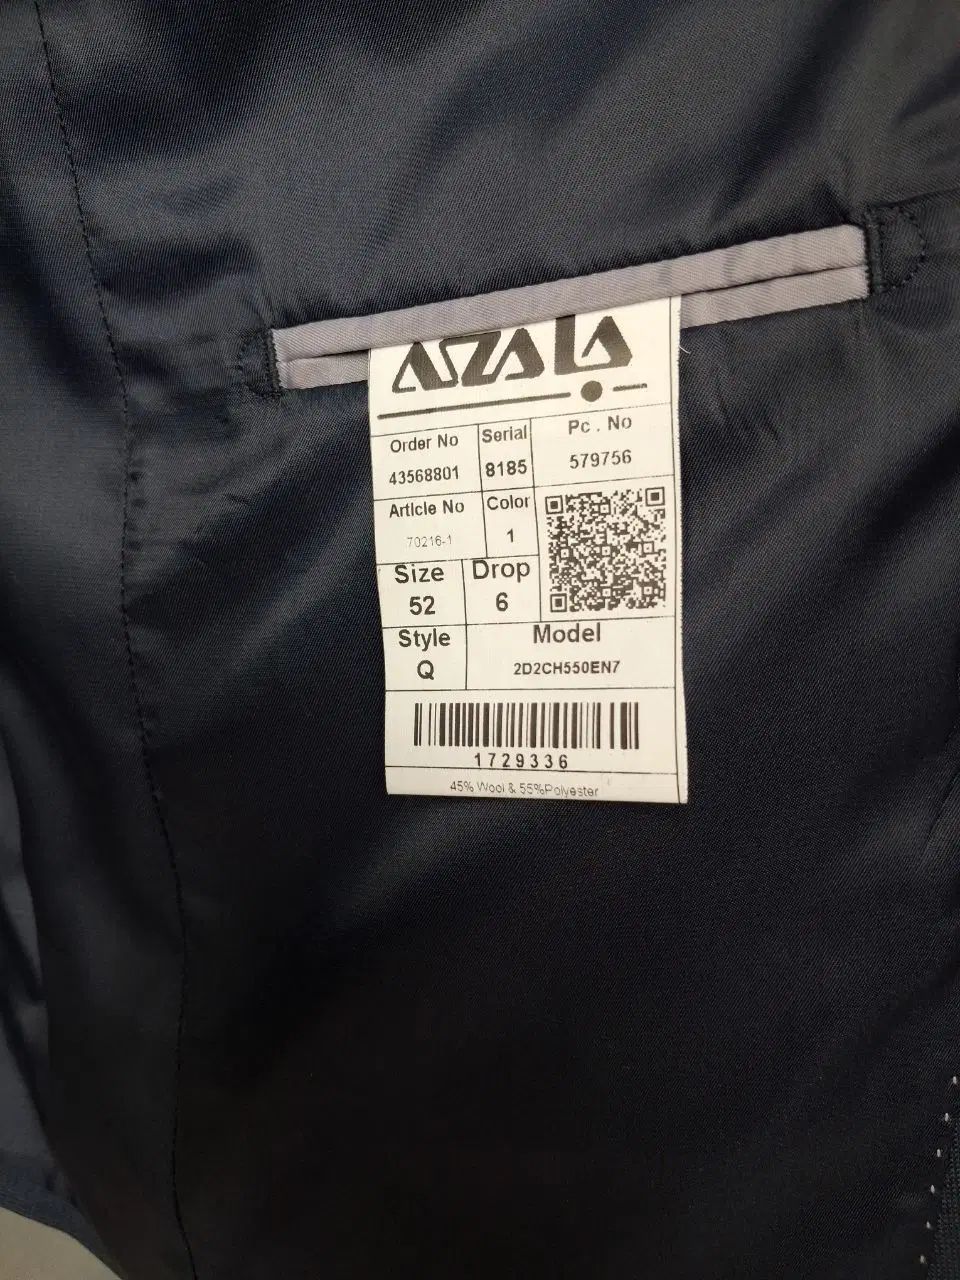 AZALA
Order No Serial Pc . No
43568801 8185 579756
Article No Color
70216-1 1
Size Drop
52 6
Style Model
Q 2D2CH550EN7
1729336
45% Wool & 55%Polyester